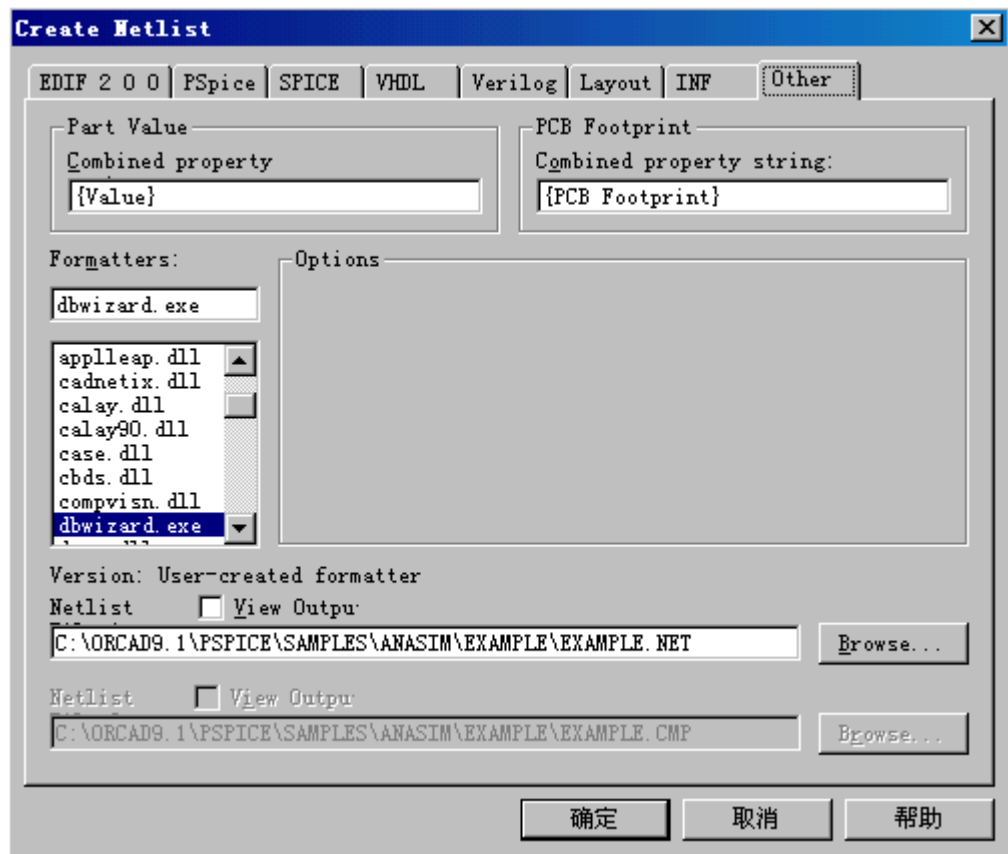 Create Netlist
EDIF 2 0 0 PSpice SPICE VHDL Verilog Layout INF Other
Part Value
Combined property
{Value}
PCB Footprint
Combined property string:
{PCB Footprint}
Formatters:
dbwizard.exe
applleap.dll
cadnetix.dll
calay.dll
calay90.dll
case.dll
cbds.dll
compvisn.dll
dbwizard.exe
Options
Version: User-created formatter
Netlist View Outpu
C:\ORCAD9.1\PSPICE\SAMPLES\ANASIM\EXAMPLE\EXAMPLE.NET
Browse...
Netlist View Outpu
C:\ORCAD9.1\PSPICE\SAMPLES\ANASIM\EXAMPLE\EXAMPLE.CMP
Browse...
确定 取消 帮助